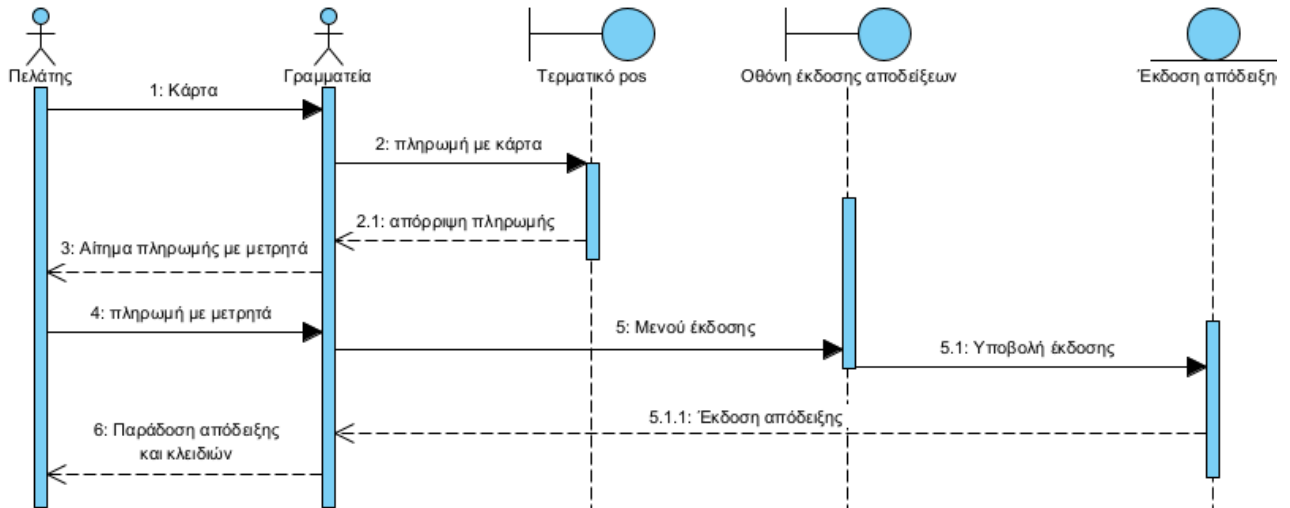 Πελάτης
Γραμματεία
Τερματικό pos
Οθόνη έκδοσης αποδείξεων
Έκδοση απόδειξης
1: Κάρτα
2: πληρωμή με κάρτα
2.1: απόρριψη πληρωμής
3: Αίτημα πληρωμής με μετρητά
4: πληρωμή με μετρητά
5: Μενού έκδοσης
5.1: Υποβολή έκδοσης
5.1.1: Έκδοση απόδειξης
6: Παράδοση απόδειξης
και κλειδιών